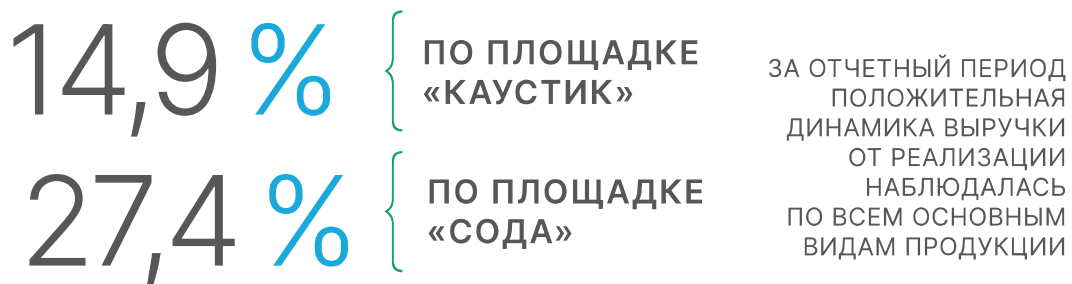 14,9 %
ПО ПЛОЩАДКЕ
«КАУСТИК»
27,4 %
ПО ПЛОЩАДКЕ
«СОДА»
ЗА ОТЧЕТНЫЙ ПЕРИОД
ПОЛОЖИТЕЛЬНАЯ
ДИНАМИКА ВЫРУЧКИ
ОТ РЕАЛИЗАЦИИ
НАБЛЮДАЛАСЬ
ПО ВСЕМ ОСНОВНЫМ
ВИДАМ ПРОДУКЦИИ